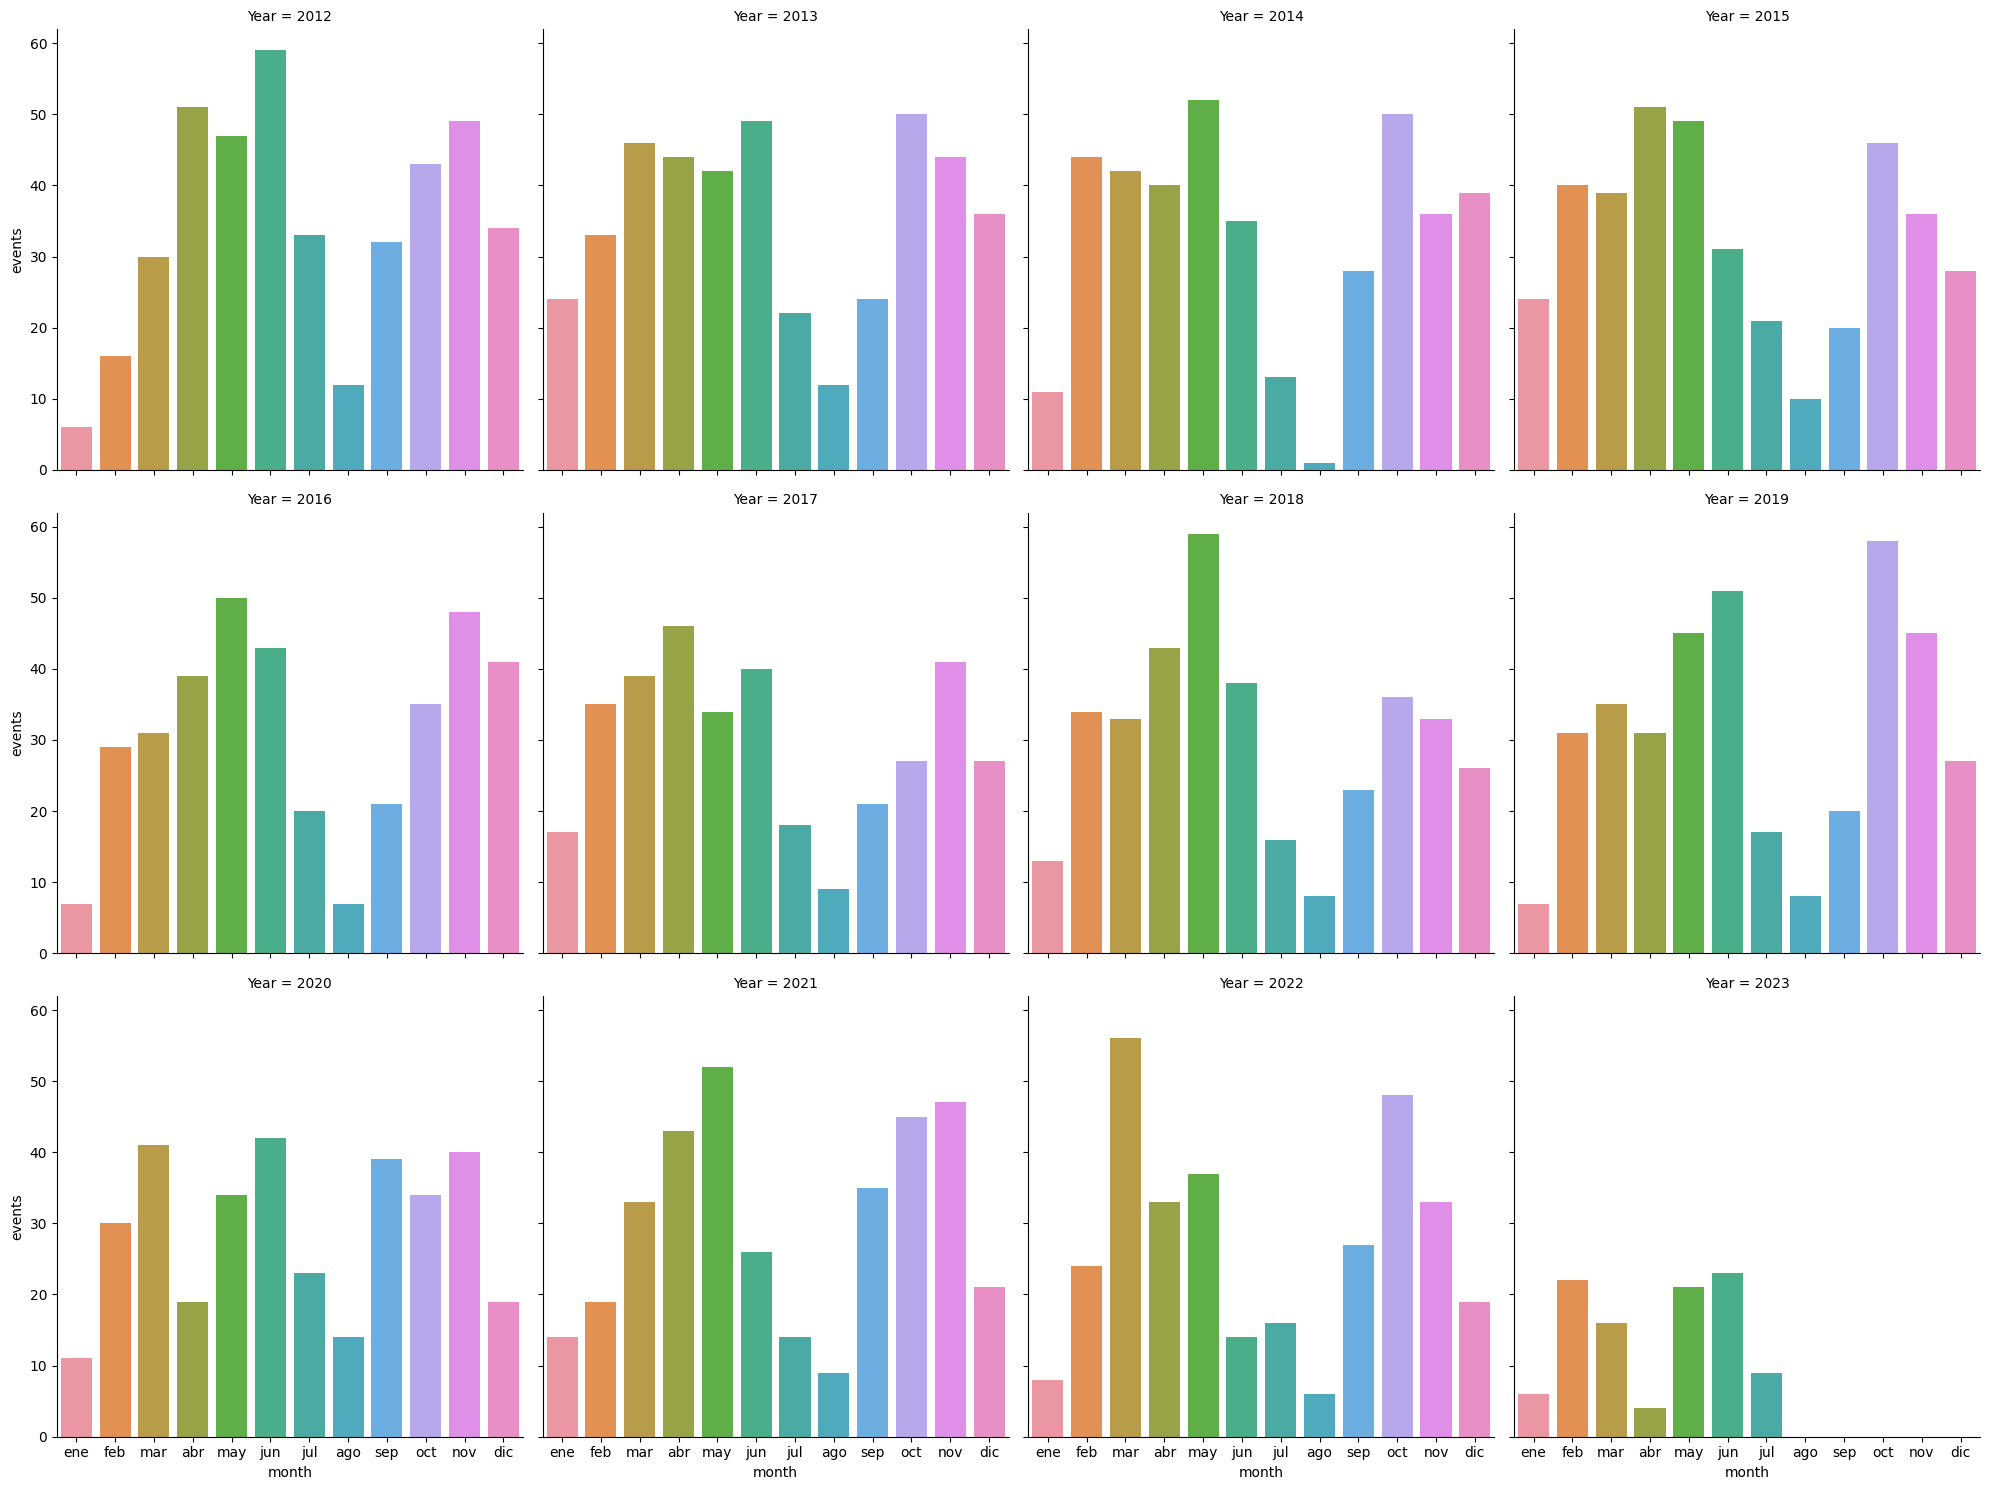 Year = 2012
Year = 2013
Year = 2014
Year = 2015
60
50
40
30
20
10
0
events
Year = 2016
Year = 2017
Year = 2018
Year = 2019
60
50
40
30
20
10
0
events
Year = 2020
Year = 2021
Year = 2022
Year = 2023
60
50
40
30
20
10
0
events
ene feb mar abr may jun jul ago sep oct nov dic
month
ene feb mar abr may jun jul ago sep oct nov dic
month
ene feb mar abr may jun jul ago sep oct nov dic
month
ene feb mar abr may jun jul ago sep oct nov dic
month